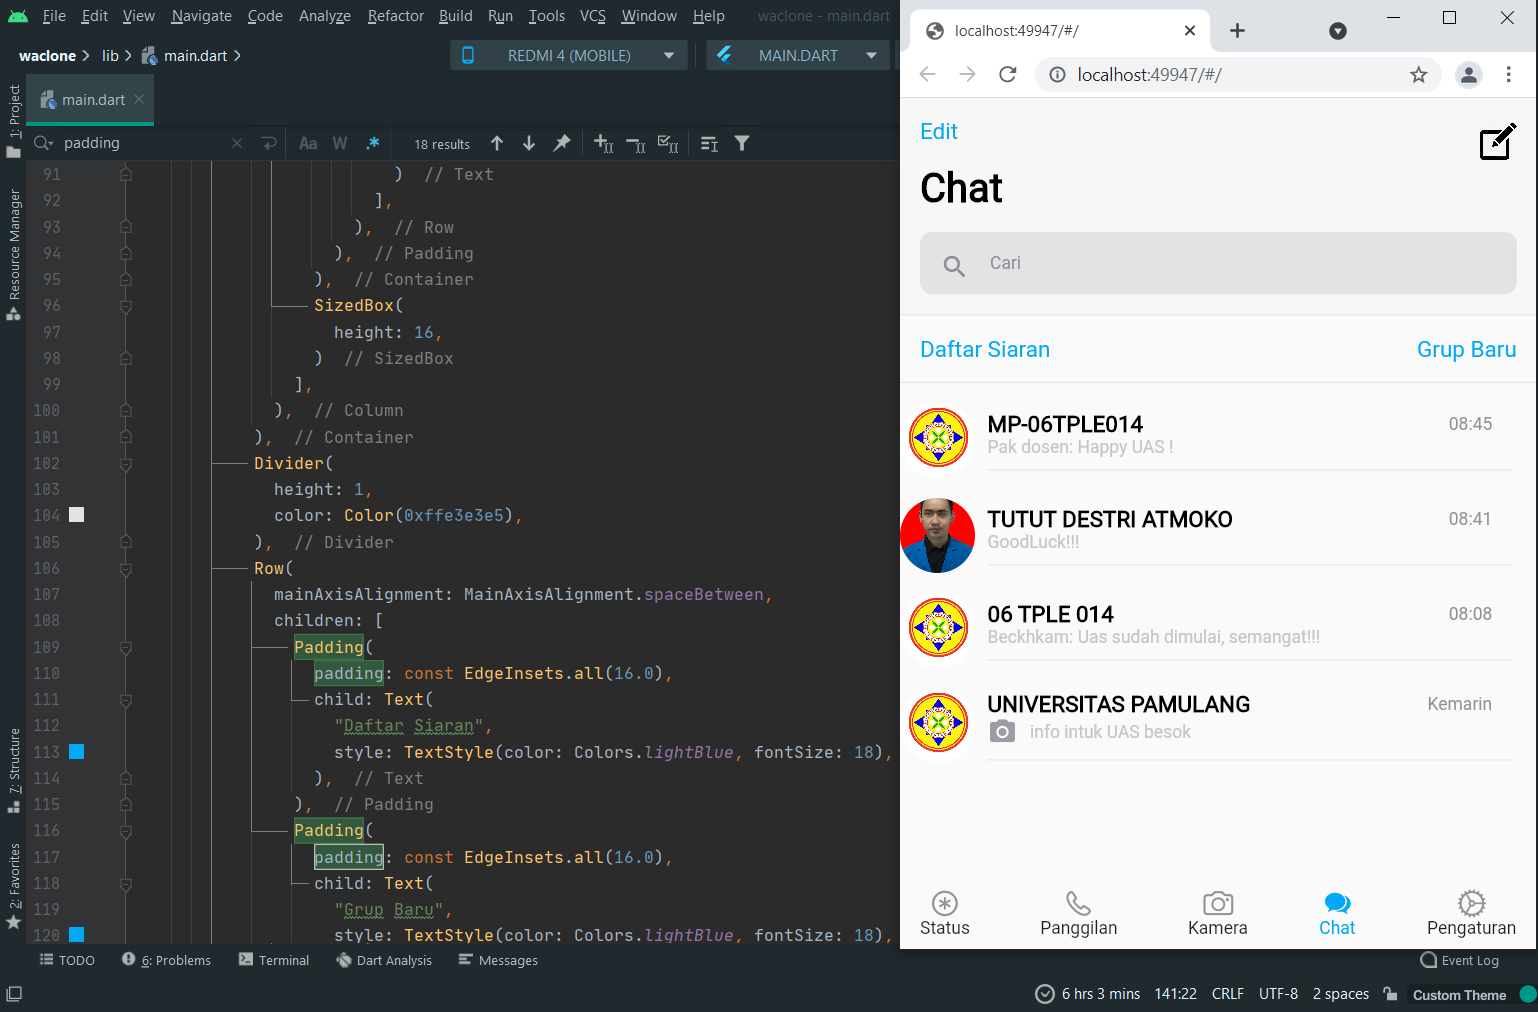 File Edit View Navigate Code Analyze Refactor Build Run Tools VCS Window Help waclone - main.dart
waclone lib main.dart REDMI 4 (MOBILE) MAIN.DART
main.dart
padding Aa W .* 18 results
1: Project
Resource Manager
7: Structure
2: Favorites
91 ) // Text
92 ],
93 ), // Row
94 ), // Padding
95 ), // Container
96 SizedBox(
97 height: 16,
98 ) // SizedBox
99 ],
100 ), // Column
101 ), // Container
102 Divider(
103 height: 1,
104 color: Color(0xffe3e3e5),
105 ), // Divider
106 Row(
107 mainAxisAlignment: MainAxisAlignment.spaceBetween,
108 children: [
109 Padding(
110 padding: const EdgeInsets.all(16.0),
111 child: Text(
112 "Daftar Siaran",
113 style: TextStyle(color: Colors.lightBlue, fontSize: 18),
114 ), // Text
115 ), // Padding
116 Padding(
117 padding: const EdgeInsets.all(16.0),
118 child: Text(
119 "Grup Baru",
120 style: TextStyle(color: Colors.lightBlue, fontSize: 18),
TODO 6: Problems Terminal Dart Analysis Messages Event Log
6 hrs 3 mins 141:22 CRLF UTF-8 2 spaces Custom Theme
localhost:49947/#/
localhost:49947/#/
Edit
Chat
Cari
Daftar Siaran Grup Baru
MP-06TPLE014 08:45
Pak dosen: Happy UAS !
TUTUT DESTRI ATMOKO 08:41
GoodLuck!!!
06 TPLE 014 08:08
Beckhkam: Uas sudah dimulai, semangat!!!
UNIVERSITAS PAMULANG Kemarin
info intuk UAS besok
Status Panggilan Kamera Chat Pengaturan